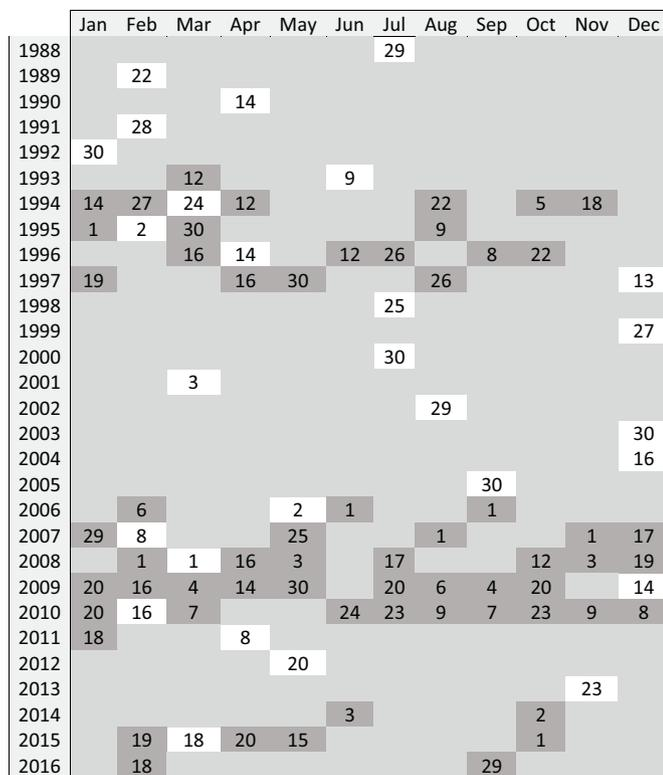 Jan Feb Mar Apr May Jun Jul Aug Sep Oct Nov Dec
1988 29
1989 22
1990 14
1991 28
1992 30
1993 12 9
1994 14 27 24 12 22 5 18
1995 1 2 30 9
1996 16 14 12 26 8 22
1997 19 16 30 26 13
1998 25
1999 27
2000 30
2001 3
2002 29
2003 30
2004 16
2005 30
2006 6 2 1 1
2007 29 8 25 1 1 17
2008 1 1 16 3 17 12 3 19
2009 20 16 4 14 30 20 6 4 20 14
2010 20 16 7 24 23 9 7 23 9 8
2011 18 8
2012 20
2013 23
2014 3 2
2015 19 18 20 15 1
2016 18 29